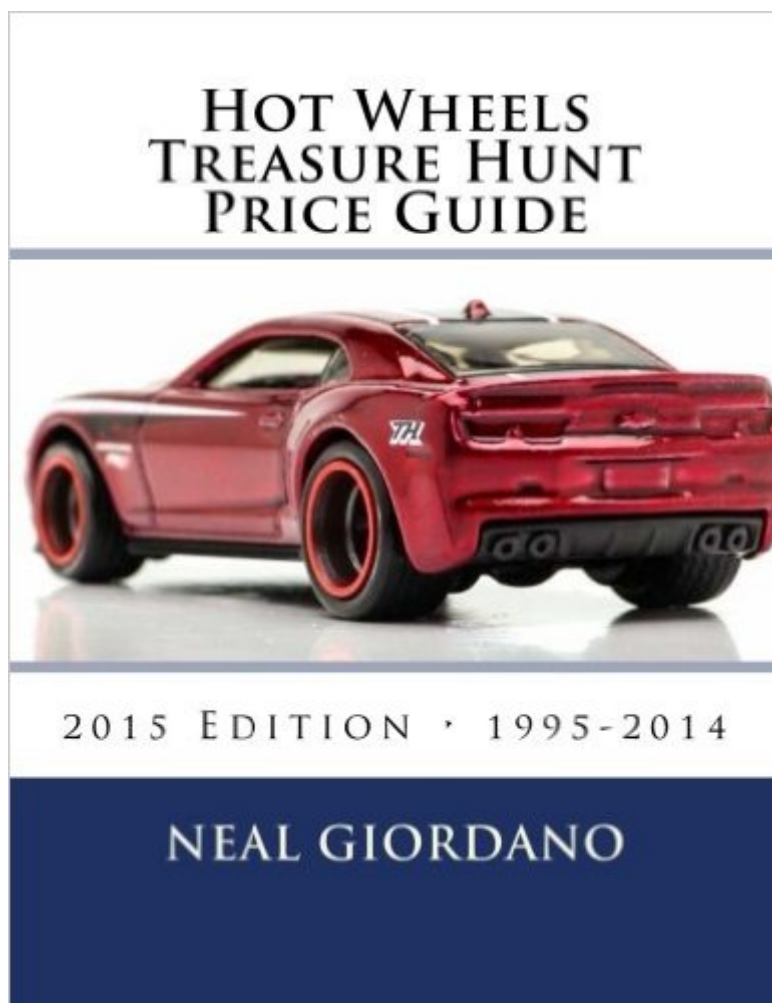 HOT WHEELS
TREASURE HUNT
PRICE GUIDE
TH
2015 EDITION · 1995-2014
NEAL GIORDANO